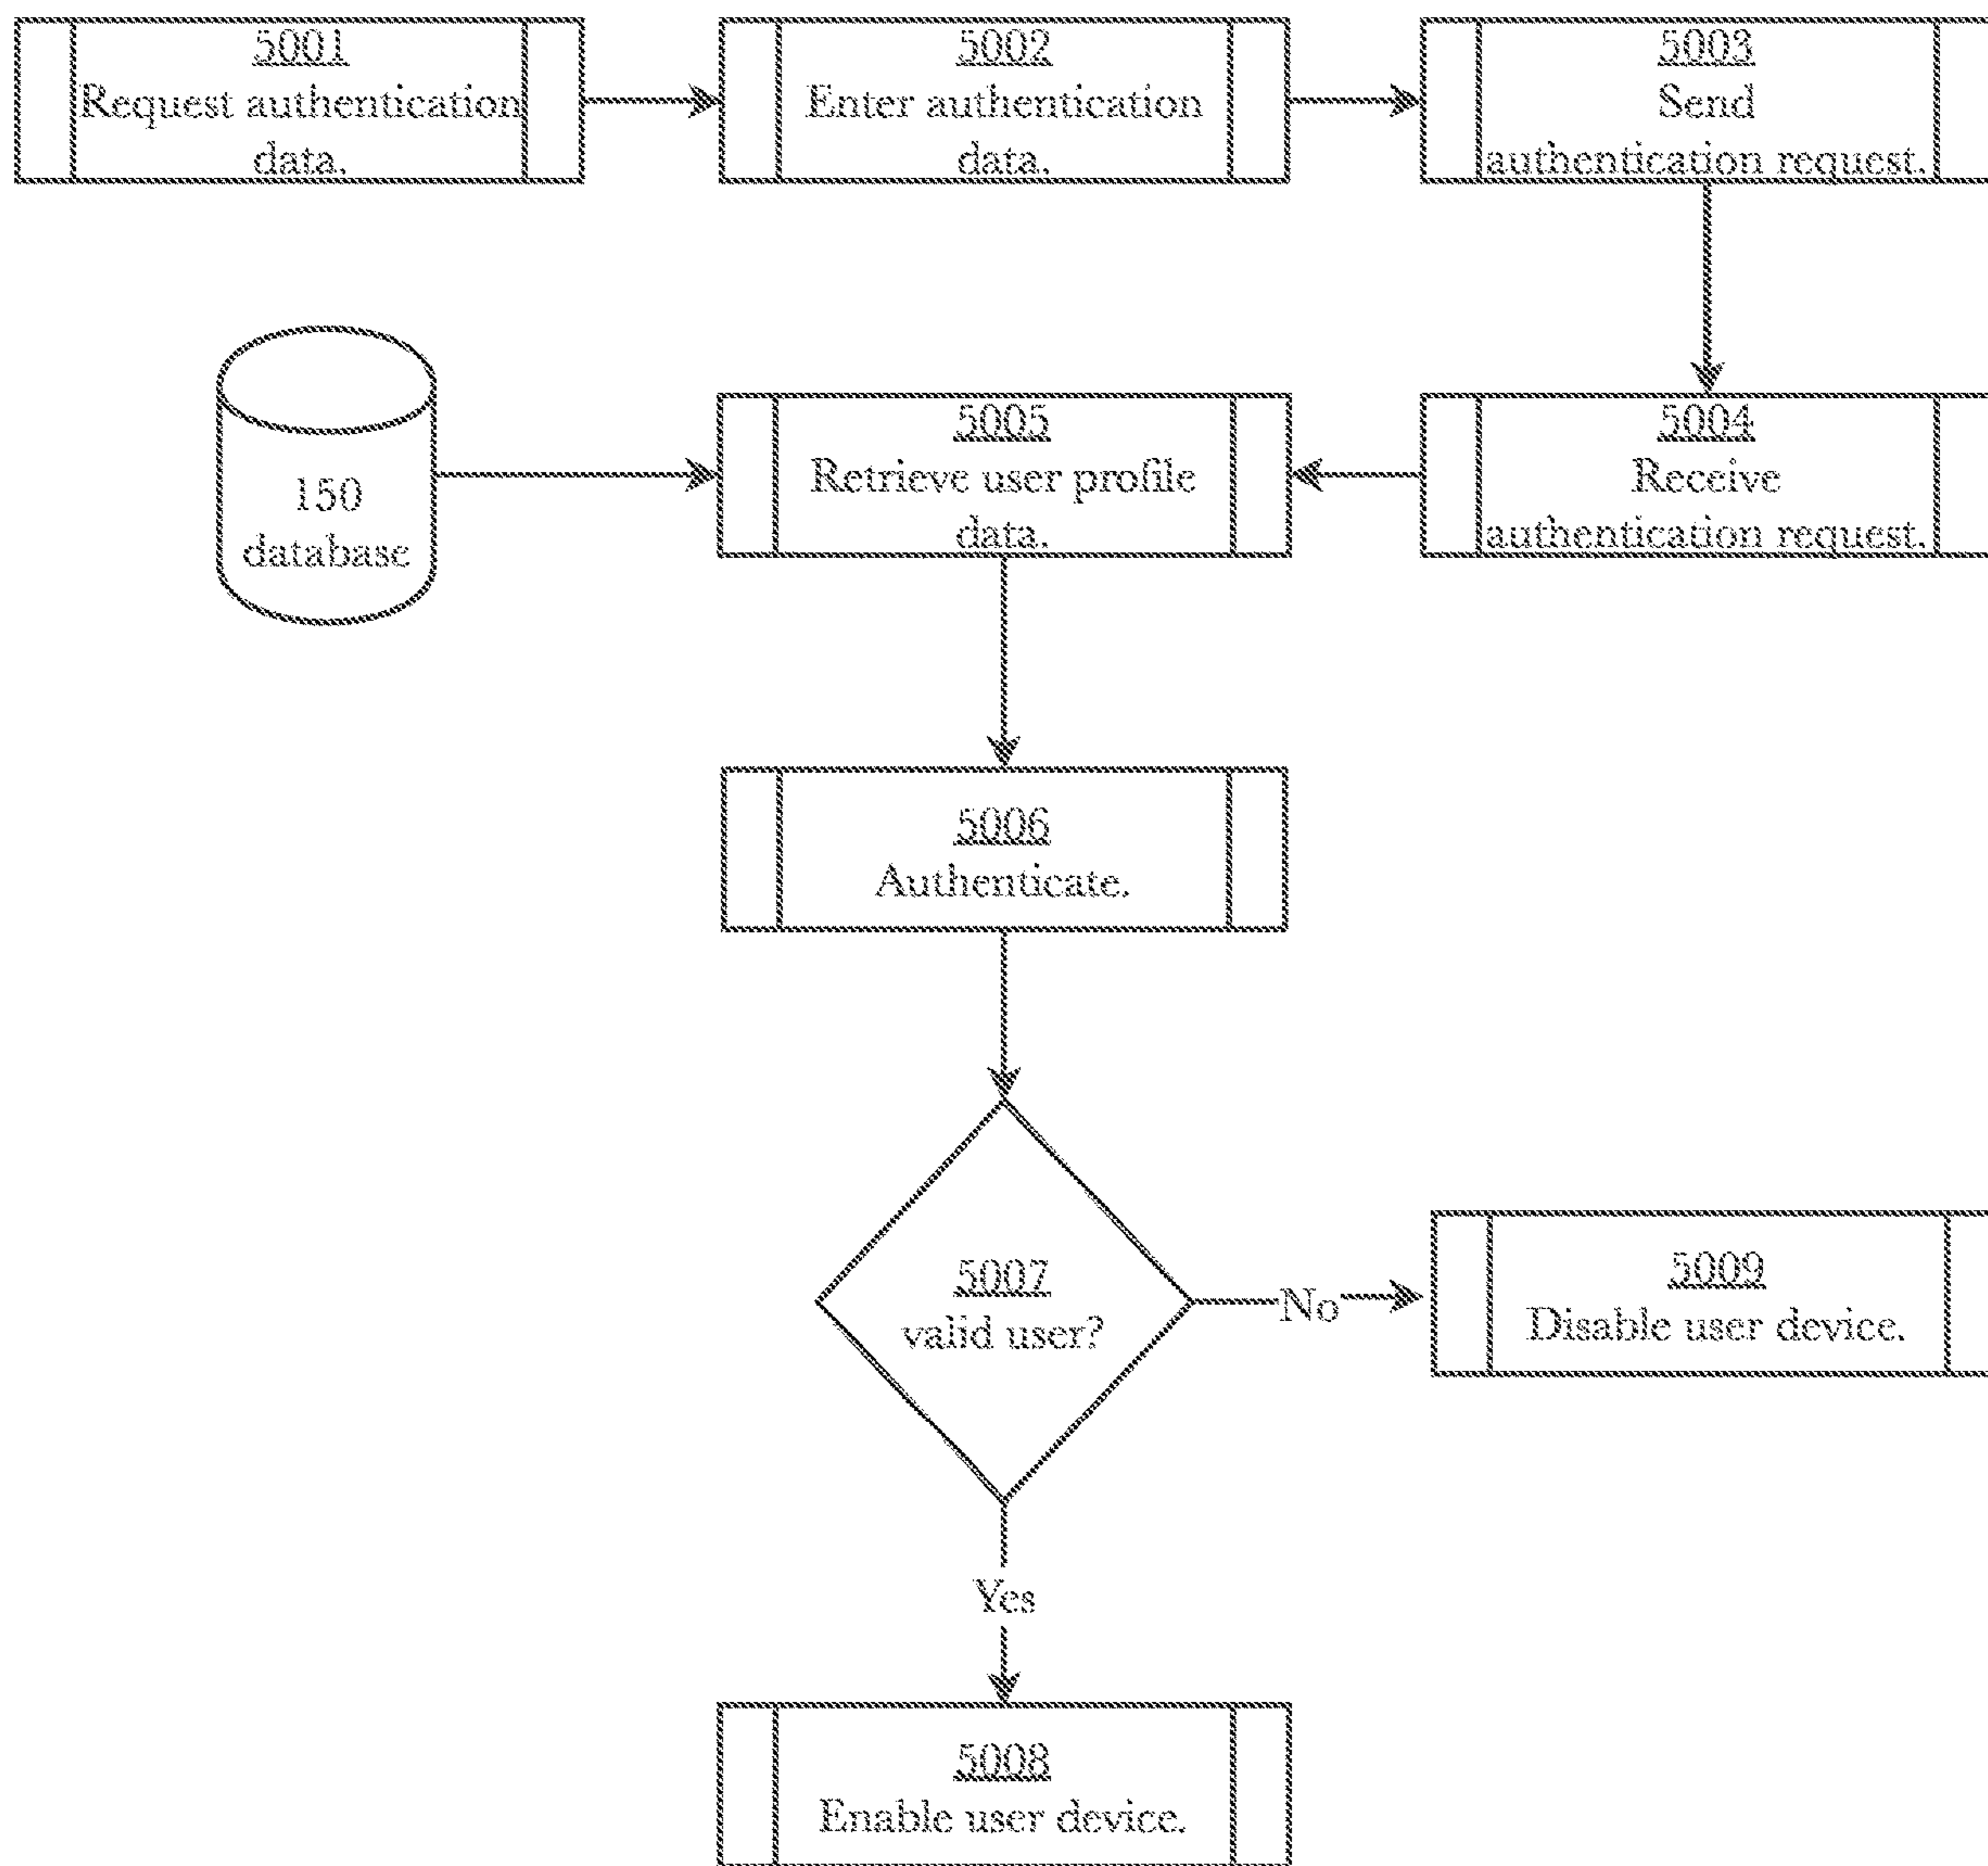 5001
Request authentication
data.
5002
Enter authentication
data.
5003
Send
authentication request.
150
database
5005
Retrieve user profile
data.
5004
Receive
authentication request.
5006
Authenticate.
5007
valid user?
No
5009
Disable user device.
Yes
5008
Enable user device.